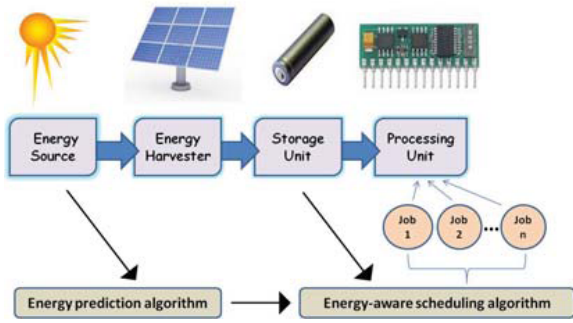 Energy
Source
Energy
Harvester
Storage
Unit
Processing
Unit
Job
1
Job
2
...
Job
n
Energy prediction algorithm
Energy-aware scheduling algorithm